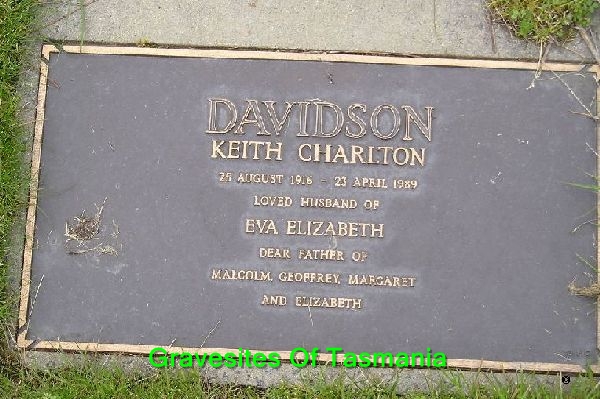 DAVIDSON
KEITH CHARLTON
25 AUGUST 1916 - 23 APRIL 1989
LOVED HUSBAND OF
EVA ELIZABETH
DEAR FATHER OF
MALCOLM, GEOFFREY, MARGARET
AND ELIZABETH
Gravesites Of Tasmania